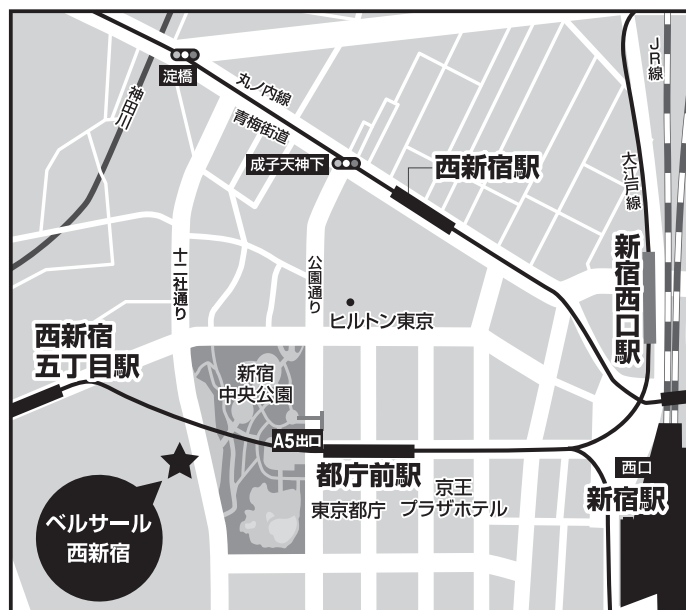 JR線
淀橋
神田川
丸ノ内線
青梅街道
成子天神下
西新宿駅
大江戸線
十二社通り
公園通り
新宿西口駅
ヒルトン東京
西新宿
五丁目駅
新宿
中央公園
A5出口
都庁前駅
西口
新宿駅
東京都庁
京王
プラザホテル
ベルサール
西新宿